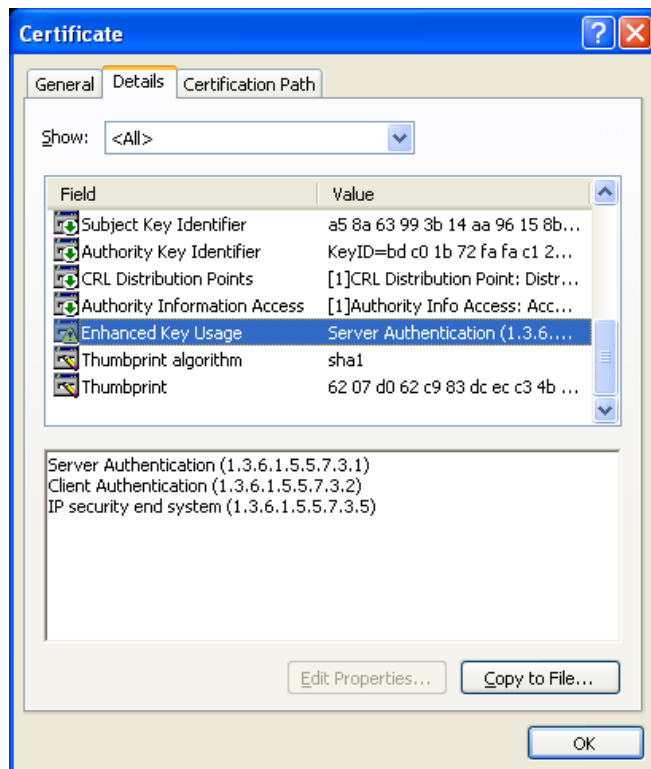 Certificate
General Details Certification Path
Show: <All>
Field Value
Subject Key Identifier a5 8a 63 99 3b 14 aa 96 15 8b...
Authority Key Identifier KeyID=bd c0 1b 72 fa fa c1 2...
CRL Distribution Points [1]CRL Distribution Point: Distr...
Authority Information Access [1]Authority Info Access: Acc...
Enhanced Key Usage Server Authentication (1.3.6....
Thumbprint algorithm sha1
Thumbprint 62 07 d0 62 c9 83 dc ec c3 4b ...
Server Authentication (1.3.6.1.5.5.7.3.1)
Client Authentication (1.3.6.1.5.5.7.3.2)
IP security end system (1.3.6.1.5.5.7.3.5)
Edit Properties... Copy to File...
OK